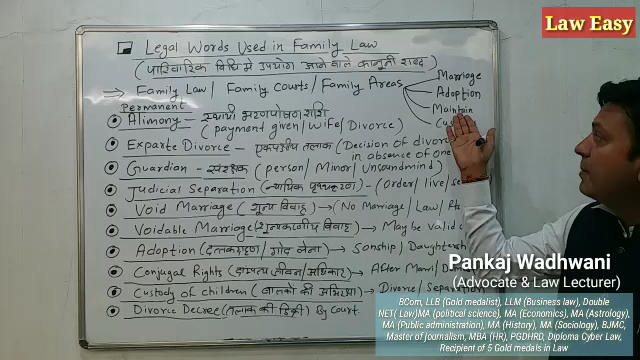 Law Easy
Legal Words Used in Family Law
(पारिवारिक विधि मे उपयोग आने वाले कानूनी शब्द)
⇒ Family Law / Family Courts / Family Areas
Marriage
Adoption
Maintain
Permanent
Alimony – स्थायी भरणपोषण राशि
(payment given / Wife / Divorce)
Exparte Divorce – एकपक्षीय तलाक (Decision of divorce
in absence of one
Guardian – संरक्षक (person / Minor / Unsoundmind)
Judicial Separation (न्यायिक पृथक्करण) – (Order / live /
Void Marriage (शून्य विवाह) → (No Marriage / Law /
Voidable Marriage (शून्यकरणीय विवाह) → May be valid
Adoption (दत्तकग्रहण / गोद लेना) → Sonship / Daughtership
Conjugal Rights (दाम्पत्य जीवन / अधिकार) → After Marri /
Custody of children (बालको की अभिरक्षा) → Divorce / Separation
Divorce Decree (तलाक की डिक्री) By Court.
Pankaj Wadhwani
(Advocate & Law Lecturer)
BCom, LLB (Gold medalist), LLM (Business law), Double
NET( Law)MA (political science), MA (Economics), MA (Astrology),
MA (Public administration), MA (History), MA (Sociology), BJMC,
Master of journalism, MBA (HR), PGDHRD, Diploma Cyber Law,
Recipient of 5 Gold medals in Law